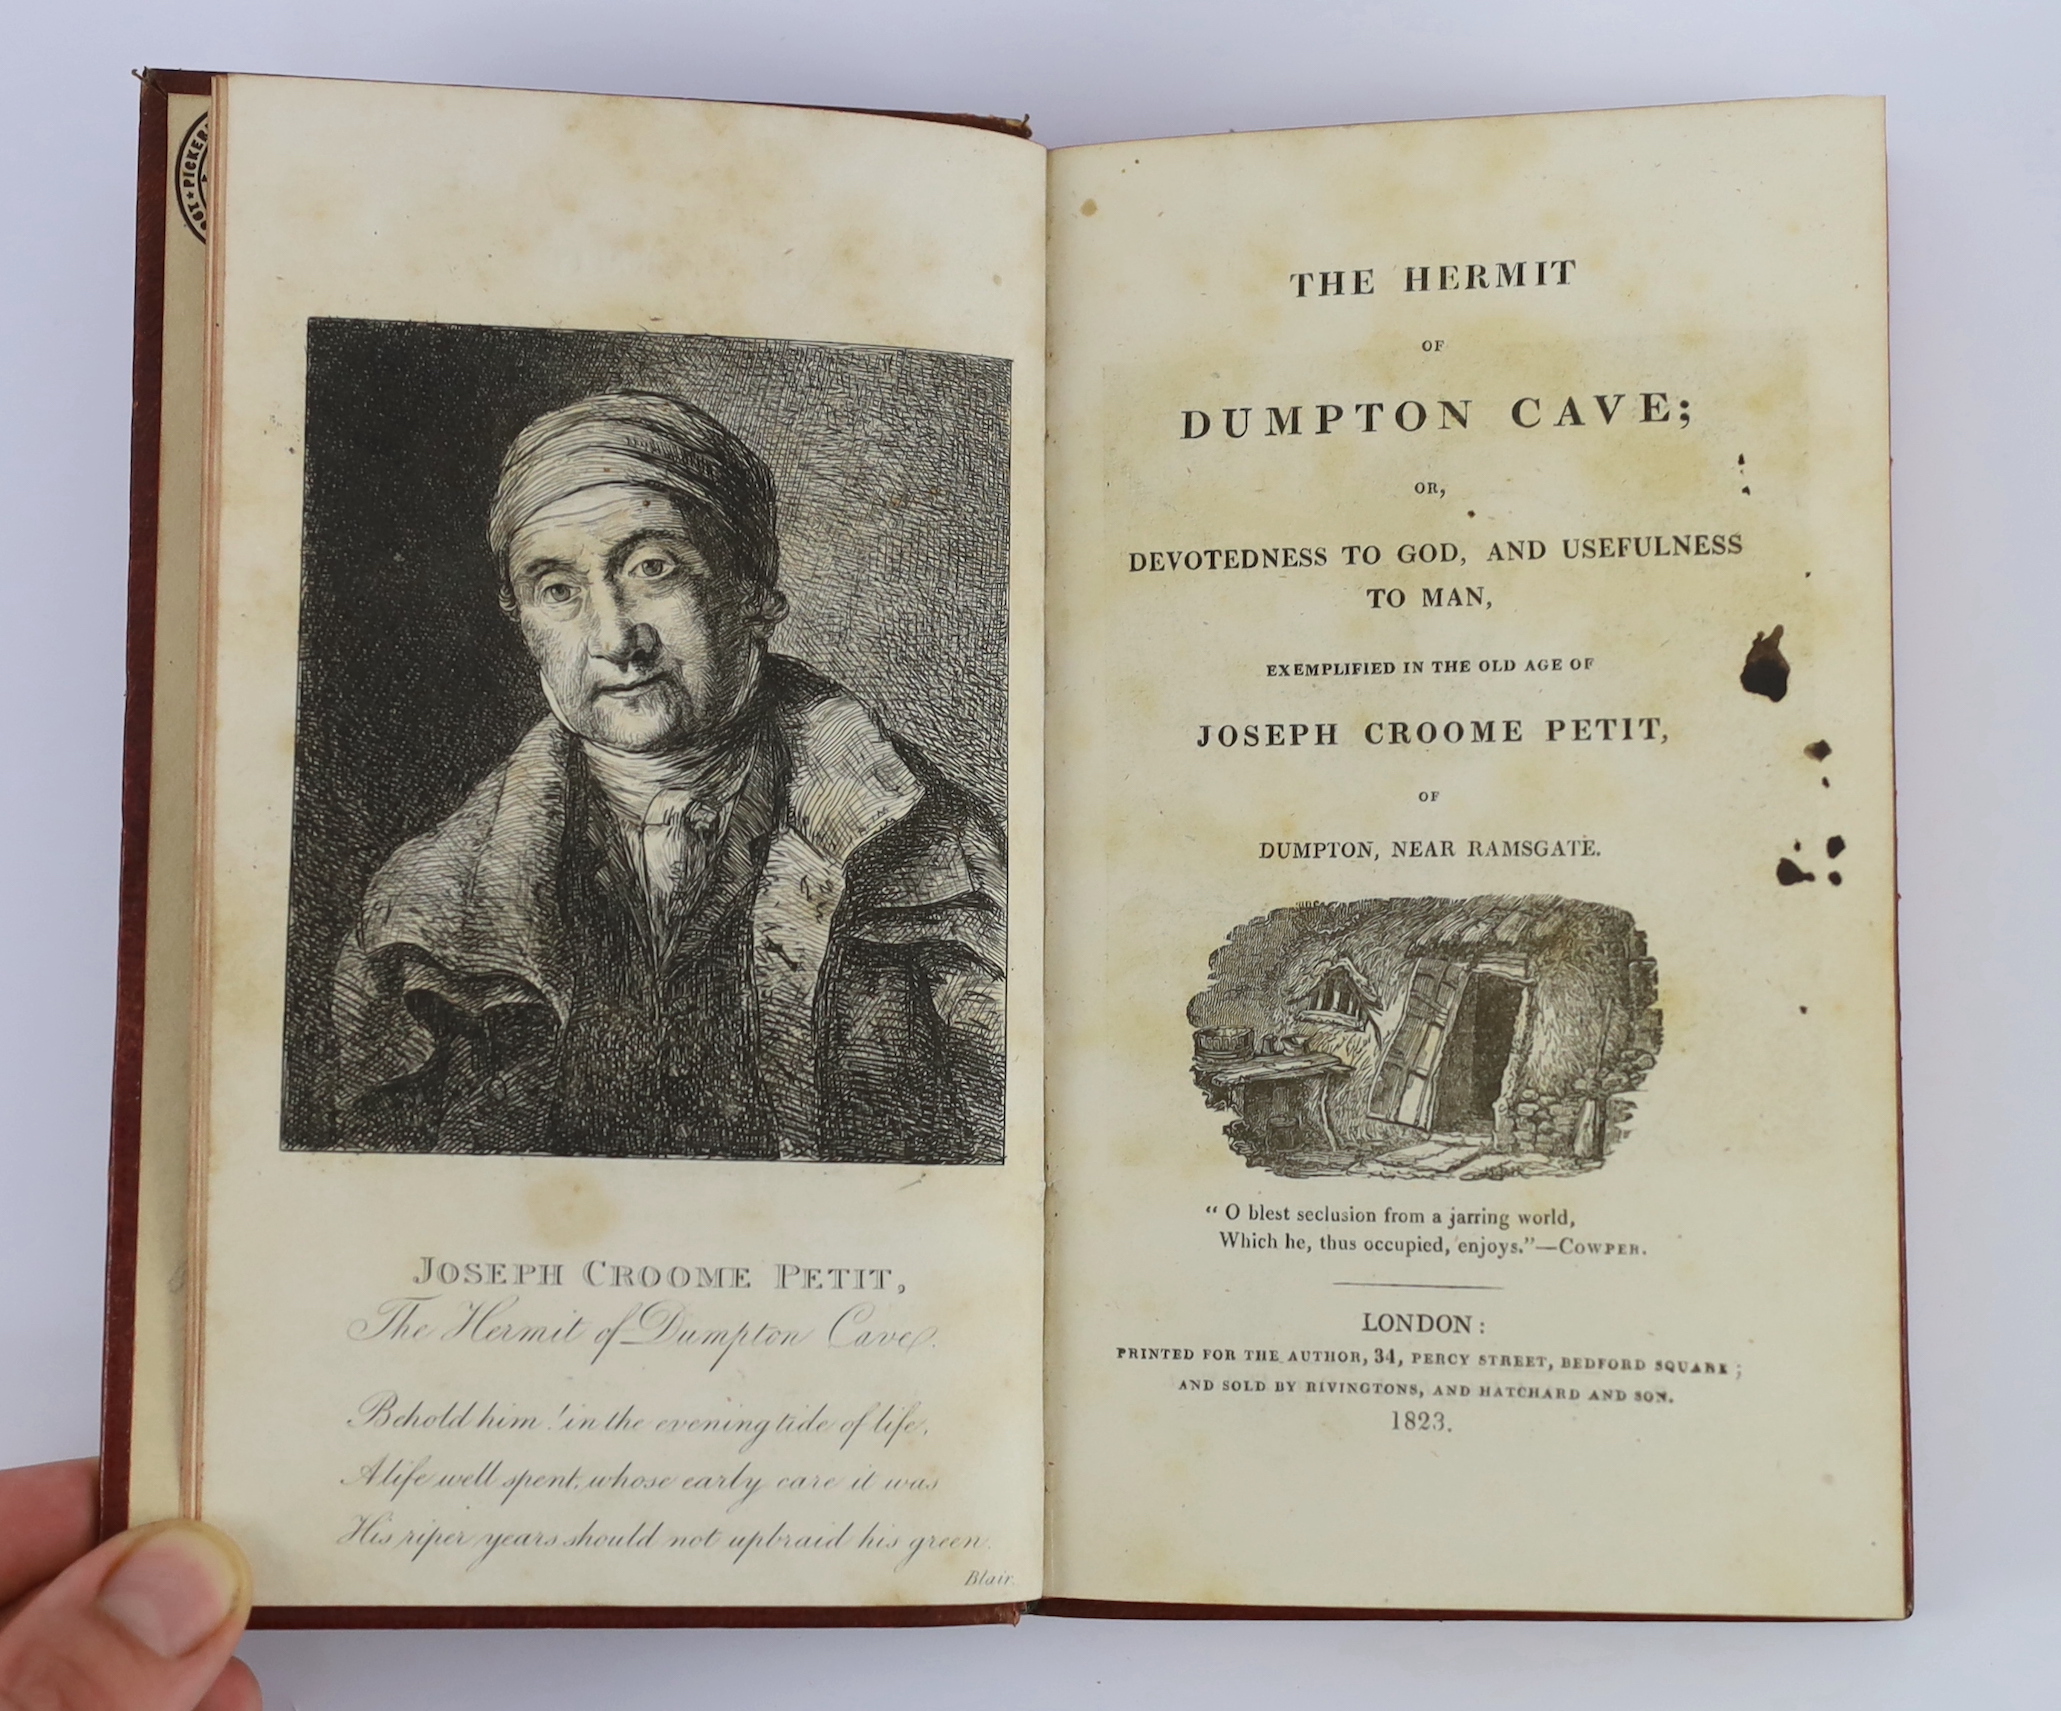 PICKER
JOSEPH CROOME PETIT,
The Hermit of Dumpton Cave.
Behold him! in the evening tide of life,
A life well spent, whose early care it was
His riper years should not upbraid his green.
Blair.
THE HERMIT
OF
DUMPTON CAVE;
OR,
DEVOTEDNESS TO GOD, AND USEFULNESS
TO MAN,
EXEMPLIFIED IN THE OLD AGE OF
JOSEPH CROOME PETIT,
OF
DUMPTON, NEAR RAMSGATE.
“ O blest seclusion from a jarring world,
Which he, thus occupied, enjoys.”—COWPER.
LONDON:
PRINTED FOR THE AUTHOR, 34, PERCY STREET, BEDFORD SQUARE;
AND SOLD BY RIVINGTONS, AND HATCHARD AND SON.
1823.